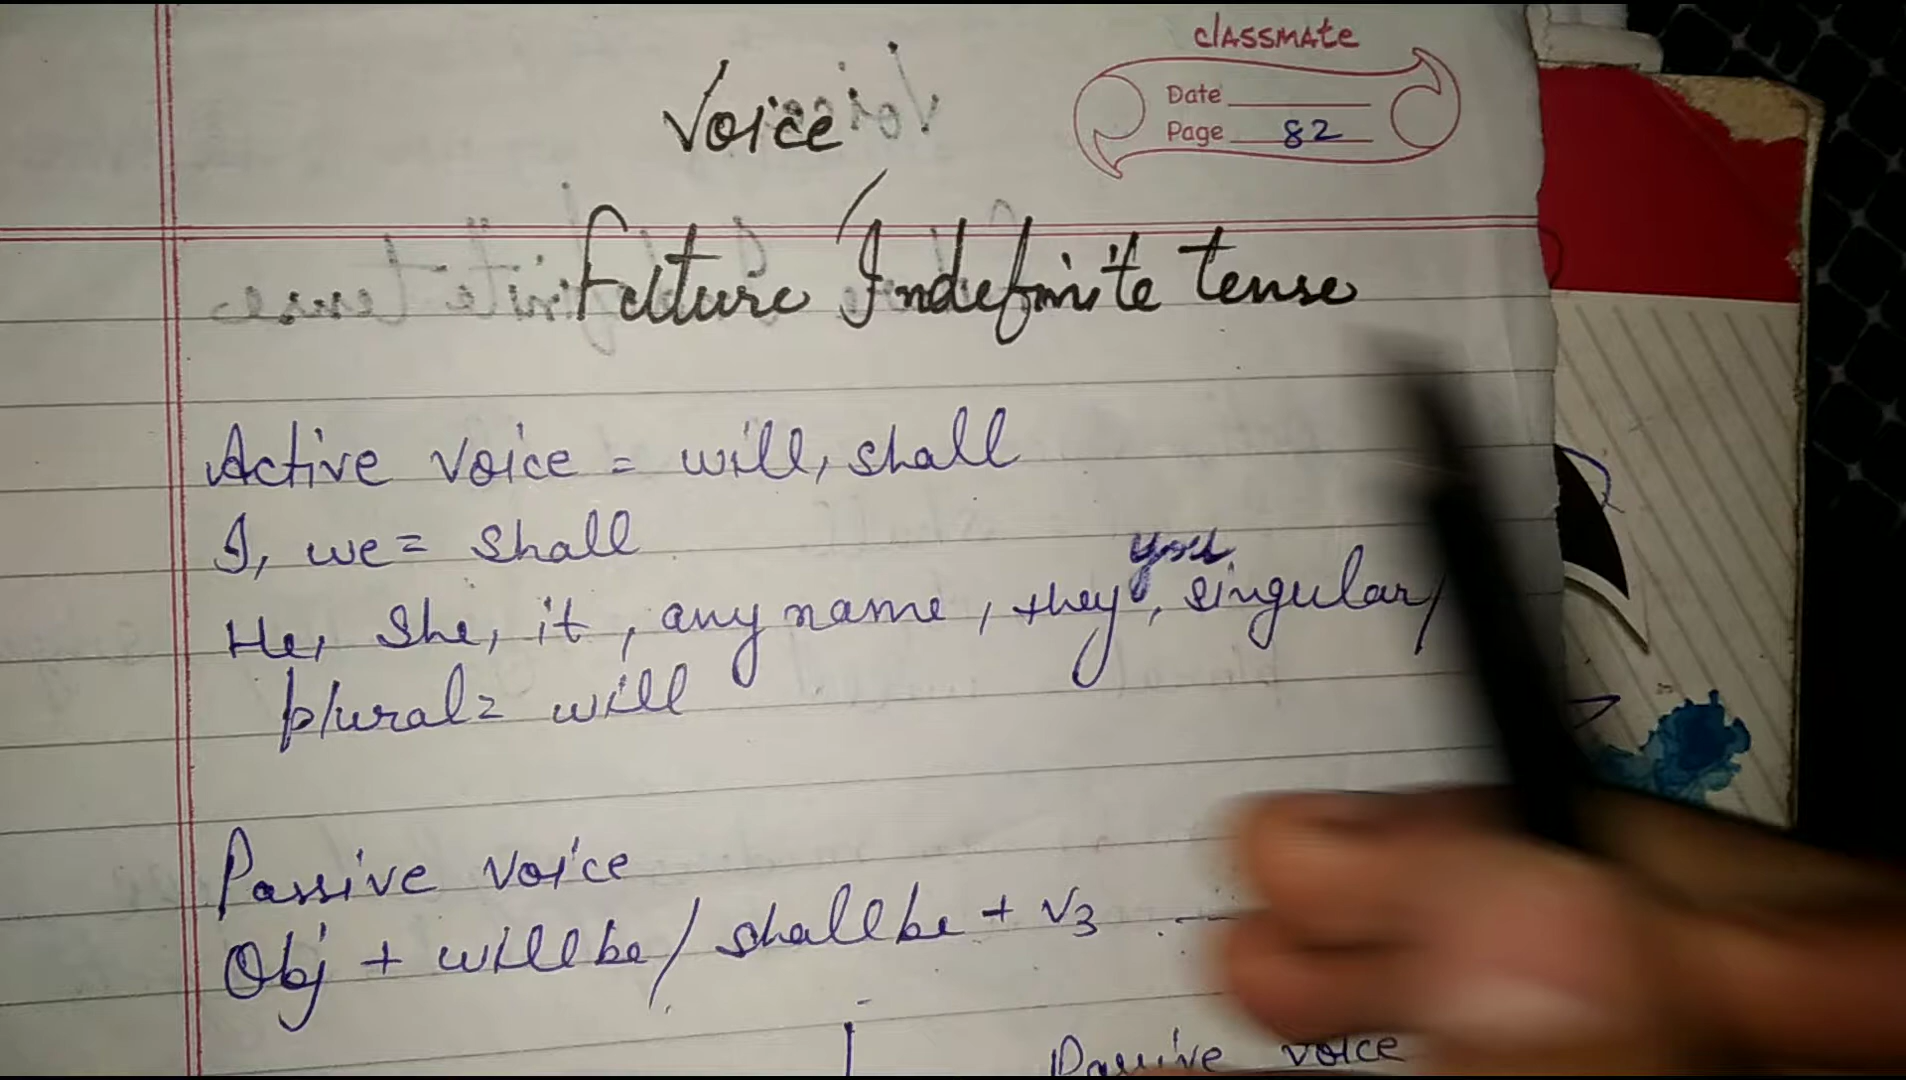 classmate
Date
Page 82
Voice
Future Indefinite tense
Active voice = will, shall
I, we = shall
you
He, She, it, any name, they, singular/
plural = will
Passive voice
Obj + will be / shall be + V3
Passive voice